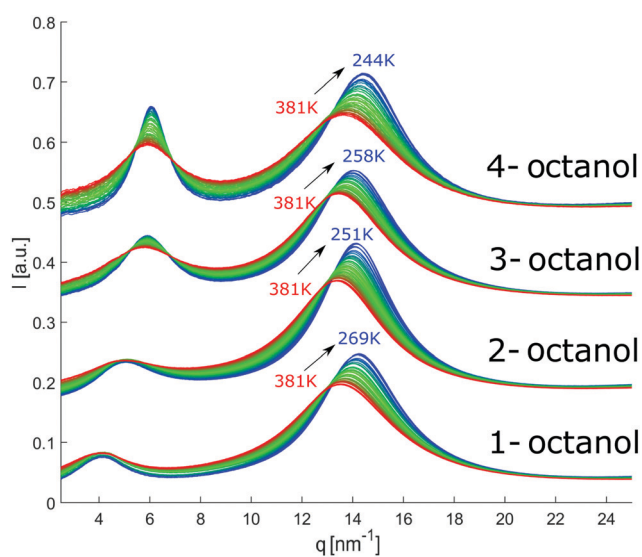 0.8
0.7
0.6
0.5
0.4
0.3
0.2
0.1
0
I [a.u.]
244K
381K
4- octanol
258K
381K
3- octanol
251K
381K
2- octanol
269K
381K
1- octanol
4 6 8 10 12 14 16 18 20 22 24
q [nm⁻¹]